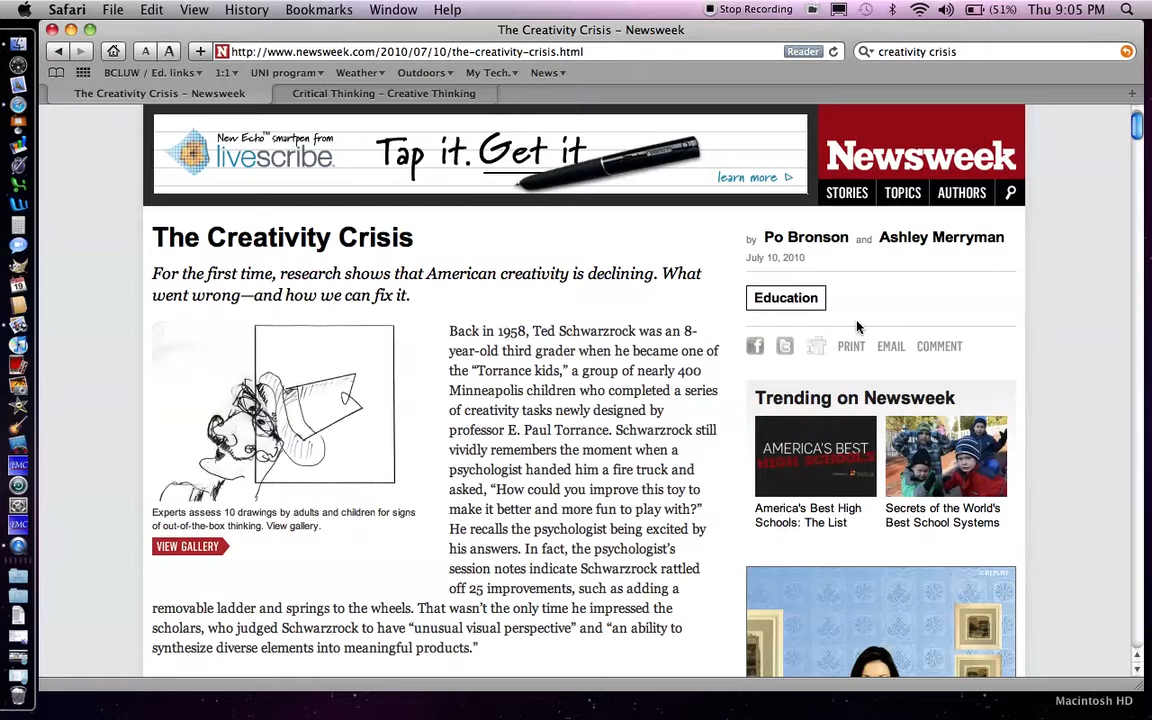 Safari File Edit View History Bookmarks Window Help Stop Recording (51%) Thu 9:05 PM
The Creativity Crisis – Newsweek
A A + N http://www.newsweek.com/2010/07/10/the-creativity-crisis.html Reader creativity crisis
BCLUW / Ed. links 1:1 UNI program Weather Outdoors My Tech. News
The Creativity Crisis – Newsweek Critical Thinking – Creative Thinking +
New Echo™ smartpen from
livescribe
Tap it. Get it
learn more
Newsweek
STORIES TOPICS AUTHORS
The Creativity Crisis
For the first time, research shows that American creativity is declining. What
went wrong—and how we can fix it.
by Po Bronson and Ashley Merryman
July 10, 2010
Education
PRINT EMAIL COMMENT
Back in 1958, Ted Schwarzrock was an 8-
year-old third grader when he became one of
the “Torrance kids,” a group of nearly 400
Minneapolis children who completed a series
of creativity tasks newly designed by
professor E. Paul Torrance. Schwarzrock still
vividly remembers the moment when a
psychologist handed him a fire truck and
asked, “How could you improve this toy to
make it better and more fun to play with?”
He recalls the psychologist being excited by
his answers. In fact, the psychologist’s
session notes indicate Schwarzrock rattled
off 25 improvements, such as adding a
removable ladder and springs to the wheels. That wasn’t the only time he impressed the
scholars, who judged Schwarzrock to have “unusual visual perspective” and “an ability to
synthesize diverse elements into meaningful products.”
Experts assess 10 drawings by adults and children for signs
of out-of-the-box thinking. View gallery.
VIEW GALLERY
Trending on Newsweek
AMERICA'S BEST
HIGH SCHOOLS: THE LIST
America's Best High
Schools: The List
Secrets of the World's
Best School Systems
REPLAY
Macintosh HD